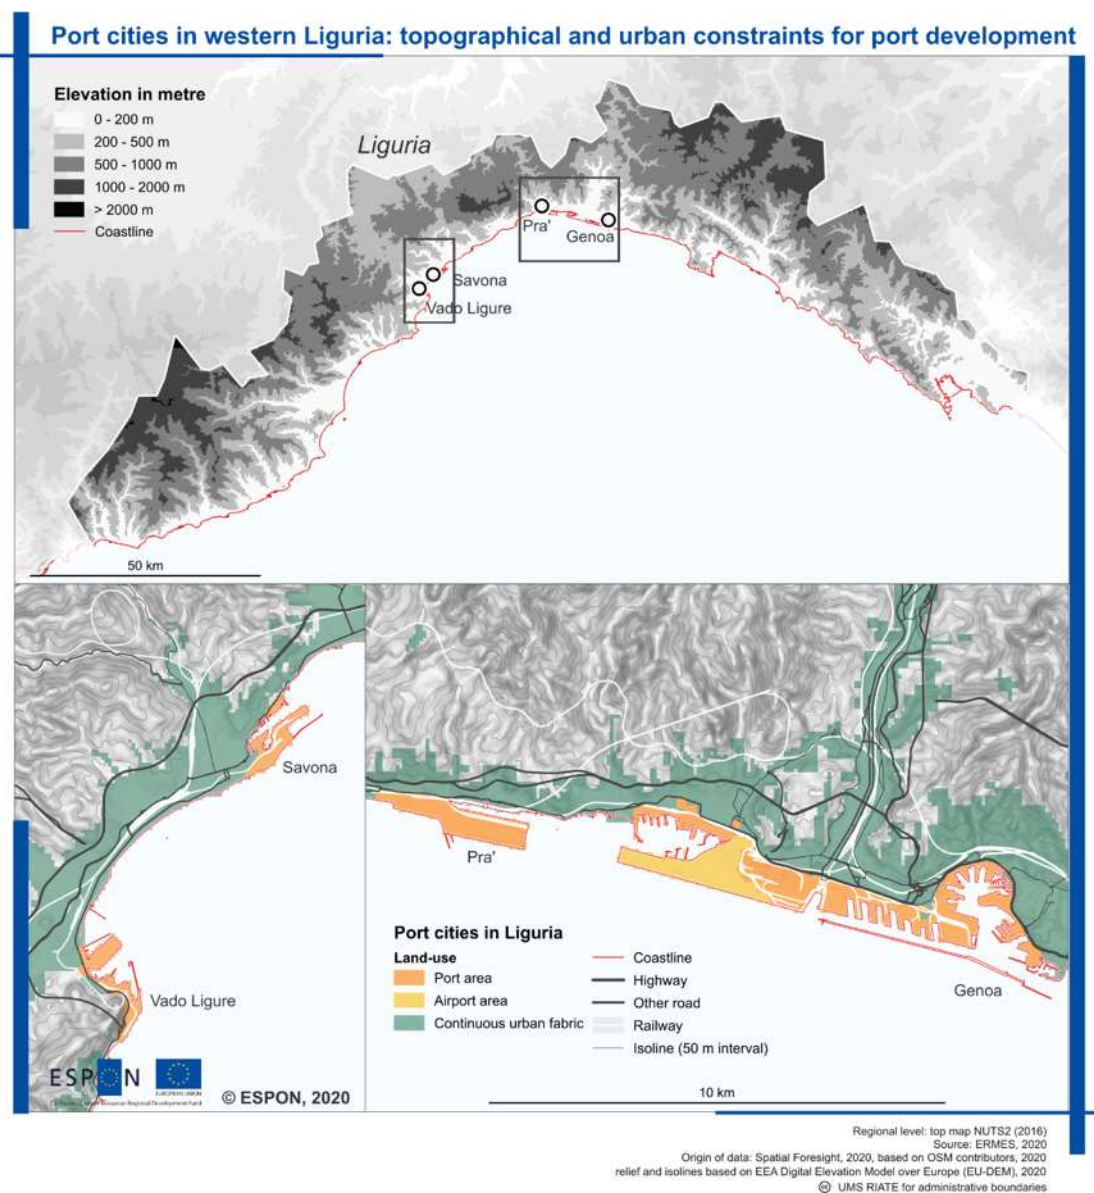 Port cities in western Liguria: topographical and urban constraints for port development
Elevation in metre
0 - 200 m
200 - 500 m
500 - 1000 m
1000 - 2000 m
> 2000 m
Coastline
Liguria
Pra'
Genoa
Savona
Vado Ligure
50 km
Savona
Vado Ligure
ESPON
EUROPEAN UNION
© ESPON, 2020
Pra'
Genoa
Port cities in Liguria
Land-use
Port area
Airport area
Continuous urban fabric
Coastline
Highway
Other road
Railway
Isoline (50 m interval)
10 km
Regional level: top map NUTS2 (2016)
Source: ERMES, 2020
Origin of data: Spatial Foresight, 2020, based on OSM contributors, 2020
relief and isolines based on EEA Digital Elevation Model over Europe (EU-DEM), 2020
cc UMS RIATE for administrative boundaries